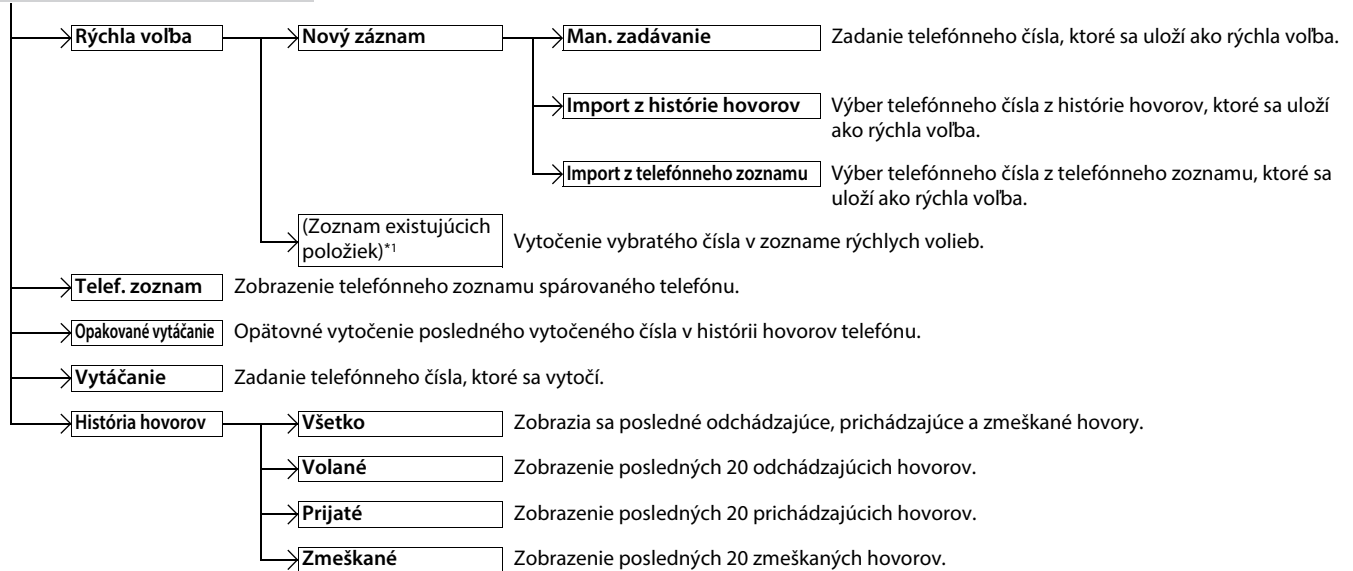 Rýchla voľba
Nový záznam
Man. zadávanie
Zadanie telefónneho čísla, ktoré sa uloží ako rýchla voľba.
Import z histórie hovorov
Výber telefónneho čísla z histórie hovorov, ktoré sa uloží
ako rýchla voľba.
Import z telefónneho zoznamu
Výber telefónneho čísla z telefónneho zoznamu, ktoré sa
uloží ako rýchla voľba.
(Zoznam existujúcich
položiek)*1
Vytočenie vybratého čísla v zozname rýchlych volieb.
Telef. zoznam
Zobrazenie telefónneho zoznamu spárovaného telefónu.
Opakované vytáčanie
Opätovné vytočenie posledného vytočeného čísla v histórii hovorov telefónu.
Vytáčanie
Zadanie telefónneho čísla, ktoré sa vytočí.
História hovorov
Všetko
Zobrazia sa posledné odchádzajúce, prichádzajúce a zmeškané hovory.
Volané
Zobrazenie posledných 20 odchádzajúcich hovorov.
Prijaté
Zobrazenie posledných 20 prichádzajúcich hovorov.
Zmeškané
Zobrazenie posledných 20 zmeškaných hovorov.